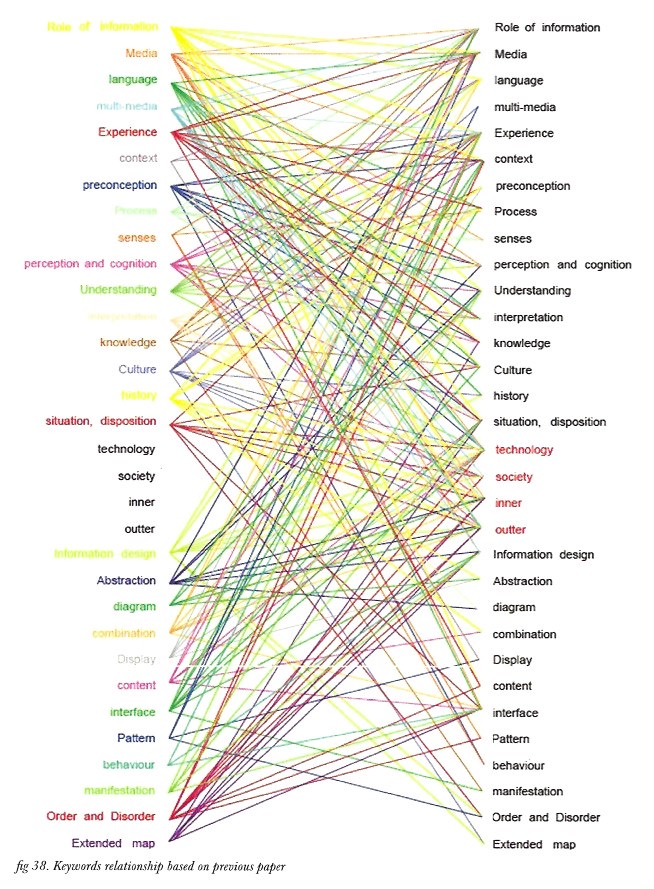 Role of information Role of information
Media Media
language language
multi-media multi-media
Experience Experience
context context
preconception preconception
Process Process
senses senses
perception and cognition perception and cognition
Understanding Understanding
interpretation interpretation
knowledge knowledge
Culture Culture
history history
situation, disposition situation, disposition
technology technology
society society
inner inner
outter outter
Information design Information design
Abstraction Abstraction
diagram diagram
combination combination
Display Display
content content
interface interface
Pattern Pattern
behaviour behaviour
manifestation manifestation
Order and Disorder Order and Disorder
Extended map Extended map
fig 38. Keywords relationship based on previous paper